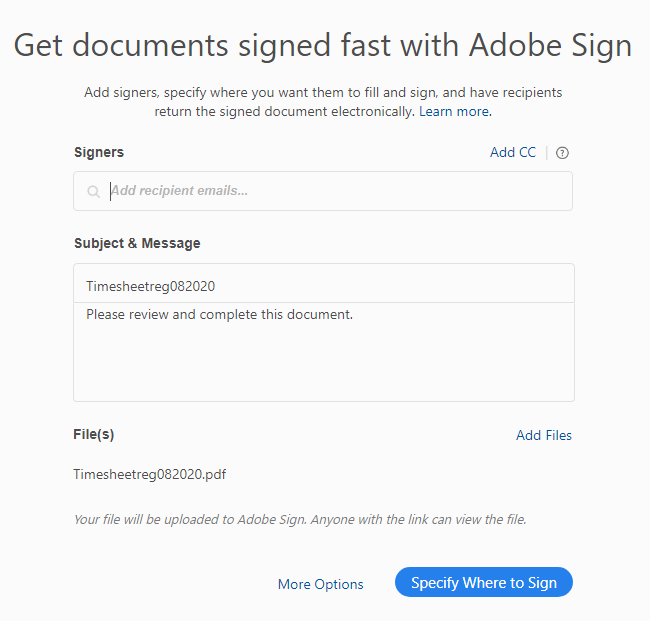 Get documents signed fast with Adobe Sign
Add signers, specify where you want them to fill and sign, and have recipients
return the signed document electronically. Learn more.
Signers
Add CC | ?
Add recipient emails...
Subject & Message
Timesheetreg082020
Please review and complete this document.
File(s)
Add Files
Timesheetreg082020.pdf
Your file will be uploaded to Adobe Sign. Anyone with the link can view the file.
More Options
Specify Where to Sign